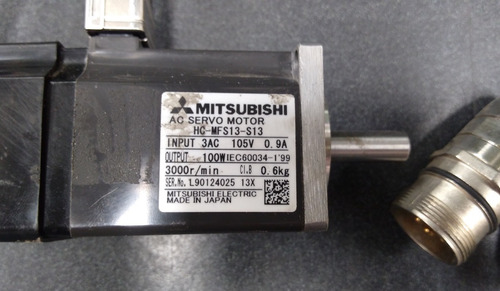 MITSUBISHI
AC SERVO MOTOR
HC-MFS13-S13
INPUT 3AC 105V 0.9A
OUTPUT 100W IEC60034-1'99
3000r/min Cl.B 0.6kg
SER.No. L90124025 13X
MITSUBISHI ELECTRIC
MADE IN JAPAN